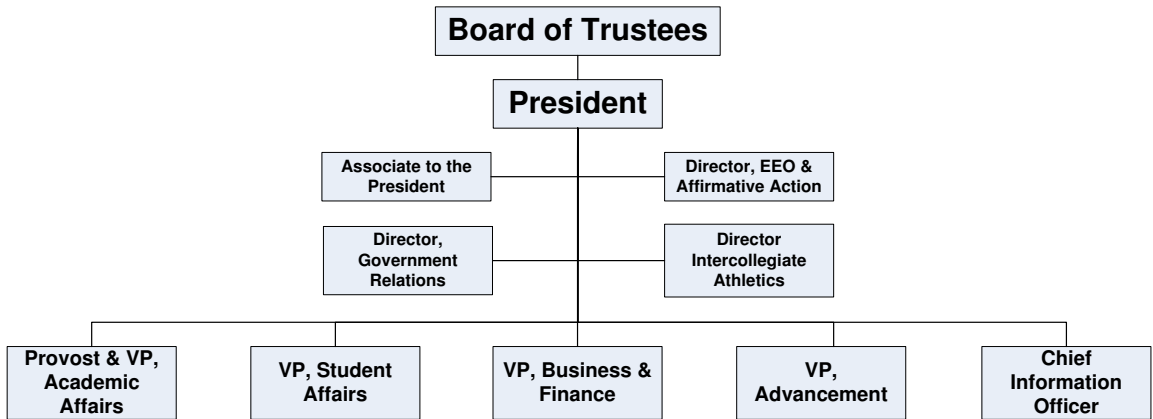 Board of Trustees
President
Associate to the
President
Director, EEO &
Affirmative Action
Director,
Government
Relations
Director
Intercollegiate
Athletics
Provost & VP,
Academic
Affairs
VP, Student
Affairs
VP, Business &
Finance
VP,
Advancement
Chief
Information
Officer